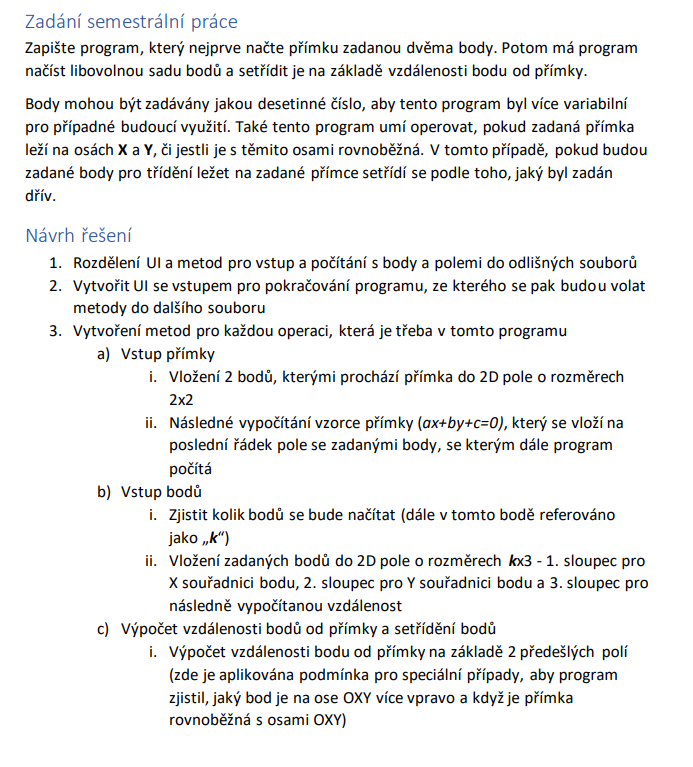 Zadání semestrální práce
Zapište program, který nejprve načte přímku zadanou dvěma body. Potom má program
načíst libovolnou sadu bodů a setřídit je na základě vzdálenosti bodu od přímky.
Body mohou být zadávány jakou desetinné číslo, aby tento program byl více variabilní
pro případné budoucí využití. Také tento program umí operovat, pokud zadaná přímka
leží na osách X a Y, či jestli je s těmito osami rovnoběžná. V tomto případě, pokud budou
zadané body pro třídění ležet na zadané přímce setřídí se podle toho, jaký byl zadán
dřív.
Návrh řešení
1. Rozdělení UI a metod pro vstup a počítání s body a polemi do odlišných souborů
2. Vytvořit UI se vstupem pro pokračování programu, ze kterého se pak budou volat
metody do dalšího souboru
3. Vytvoření metod pro každou operaci, která je třeba v tomto programu
a) Vstup přímky
i. Vložení 2 bodů, kterými prochází přímka do 2D pole o rozměrech
2x2
ii. Následné vypočítání vzorce přímky (ax+by+c=0), který se vloží na
poslední řádek pole se zadanými body, se kterým dále program
počítá
b) Vstup bodů
i. Zjistit kolik bodů se bude načítat (dále v tomto bodě referováno
jako „k“)
ii. Vložení zadaných bodů do 2D pole o rozměrech kx3 - 1. sloupec pro
X souřadnici bodu, 2. sloupec pro Y souřadnici bodu a 3. sloupec pro
následně vypočítanou vzdálenost
c) Výpočet vzdálenosti bodů od přímky a setřídění bodů
i. Výpočet vzdálenosti bodu od přímky na základě 2 předešlých polí
(zde je aplikována podmínka pro speciální případy, aby program
zjistil, jaký bod je na ose OXY více vpravo a když je přímka
rovnoběžná s osami OXY)